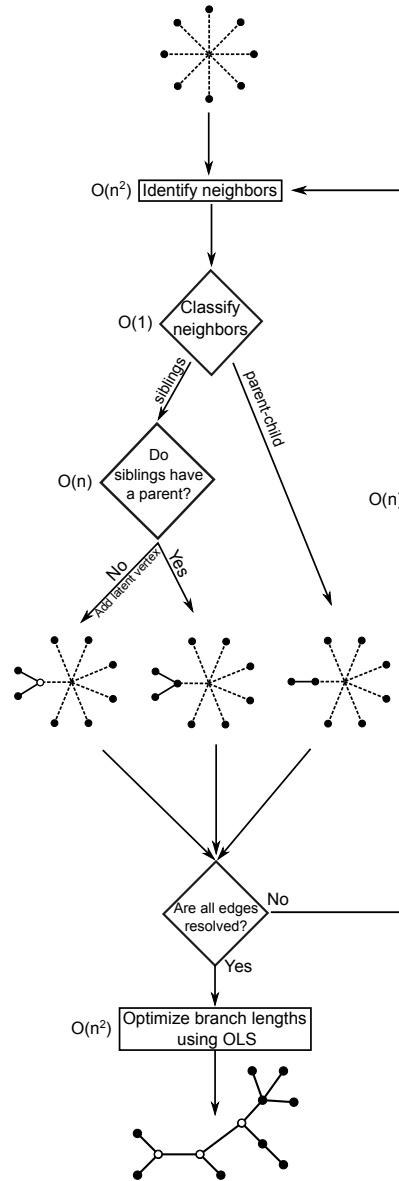 O(n²)
Identify neighbors
O(1)
Classify
neighbors
siblings
parent-child
O(n)
Do
siblings have
a parent?
O(n)
No
Add latent vertex
Yes
Are all edges
resolved?
No
Yes
O(n²)
Optimize branch lengths
using OLS